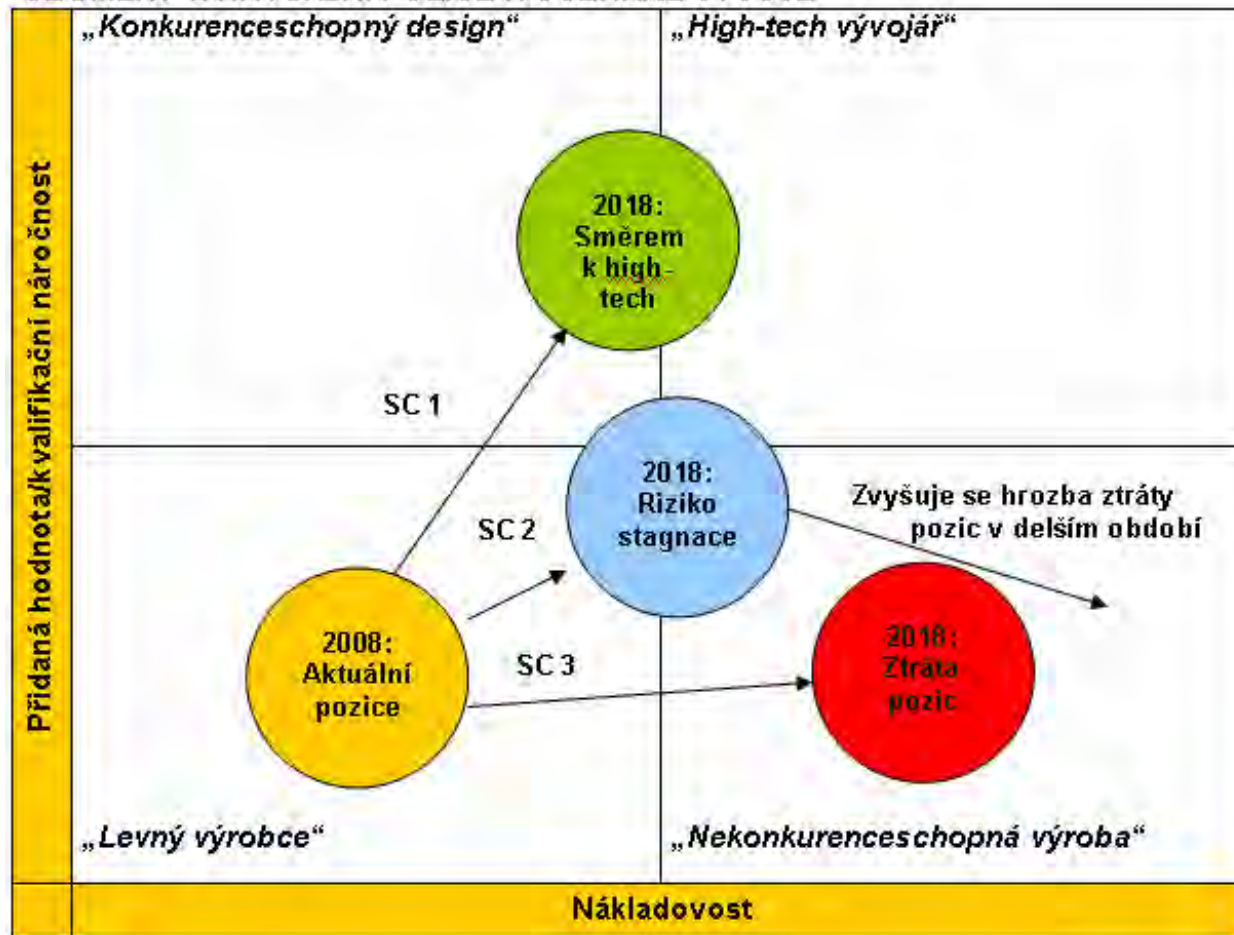 „Konkurenceschopný design“
„High-tech vývojář“
Přidaná hodnota/kvalifikační náročnost
2018:
Směrem
k high-
tech
SC 1
2018:
Riziko
stagnace
Zvyšuje se hrozba ztráty
pozic v delším období
SC 2
2008:
Aktuální
pozice
SC 3
2018:
Ztráta
pozic
„Levný výrobce“
„Nekonkurenceschopná výroba“
Nákladovost